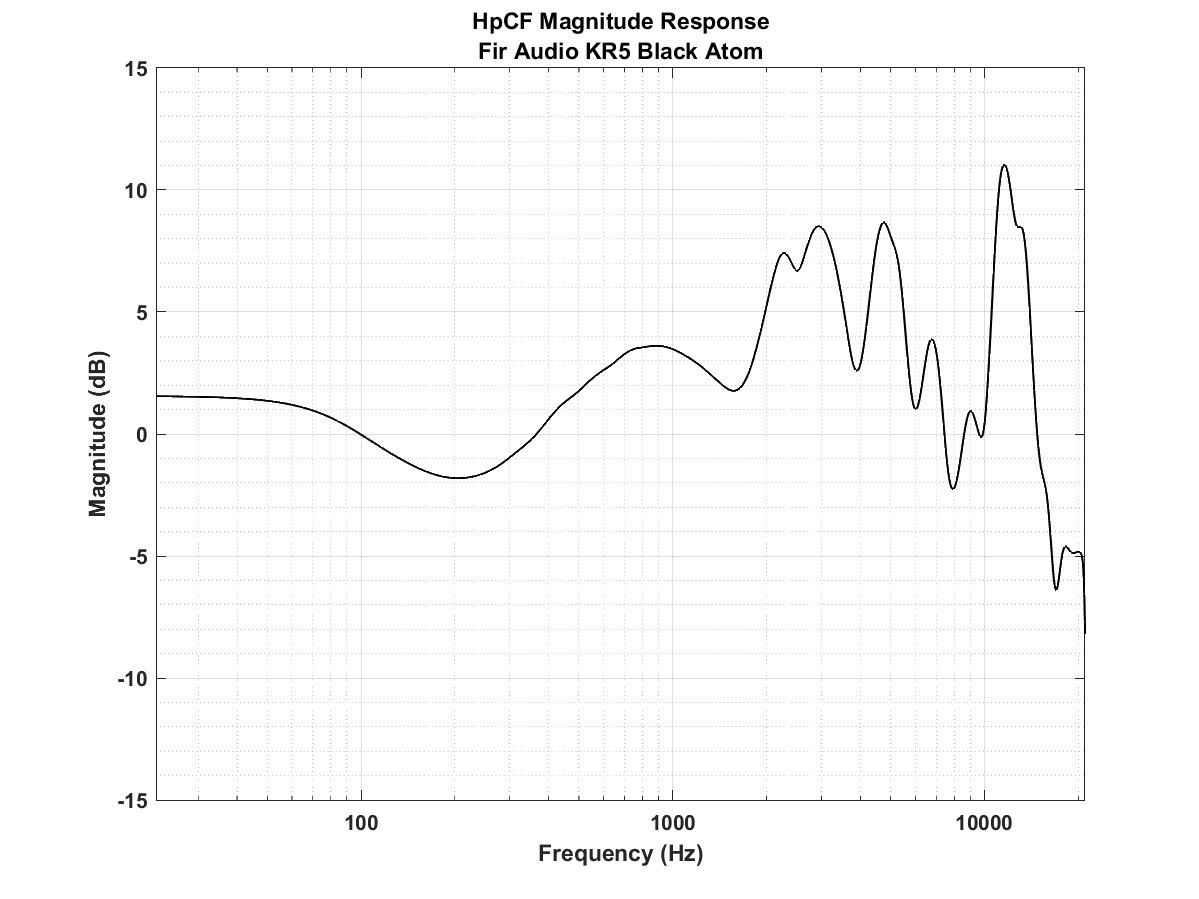 HpCF Magnitude Response
Fir Audio KR5 Black Atom
15
10
5
0
-5
-10
-15
Magnitude (dB)
100 1000 10000
Frequency (Hz)